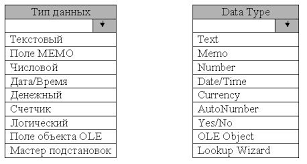 Тип данных
Текстовый
Поле МЕМО
Числовой
Дата/Время
Денежный
Счетчик
Логический
Поле объекта OLE
Мастер подстановок
Data Type
Text
Memo
Number
Date/Time
Currency
AutoNumber
Yes/No
OLE Object
Lookup Wizard